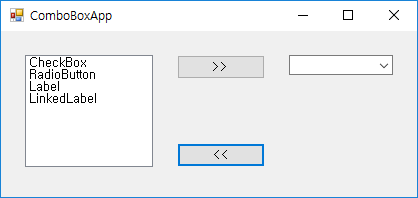 ComboBoxApp
CheckBox
RadioButton
Label
LinkedLabel
>>
<<